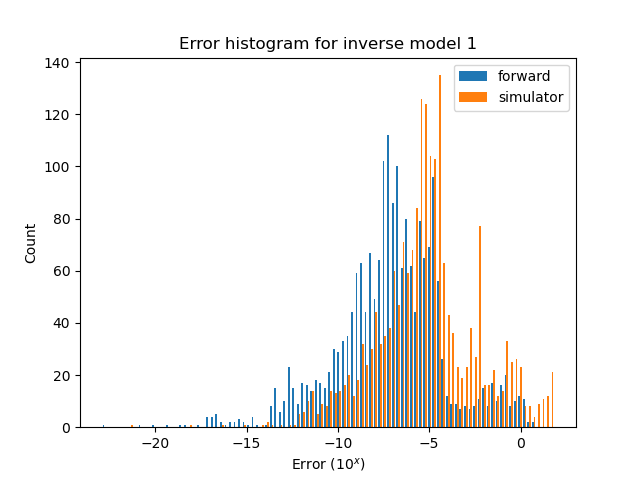 Error histogram for inverse model 1
forward
simulator
140
120
100
80
60
40
20
0
Count
−20
−15
−10
−5
0
Error (10^x)